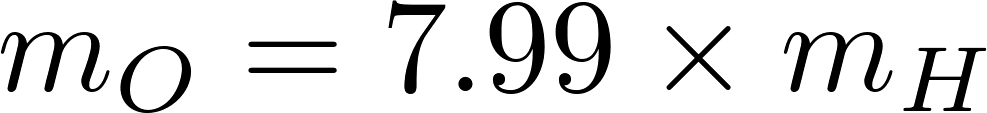 m_O = 7.99 × m_H